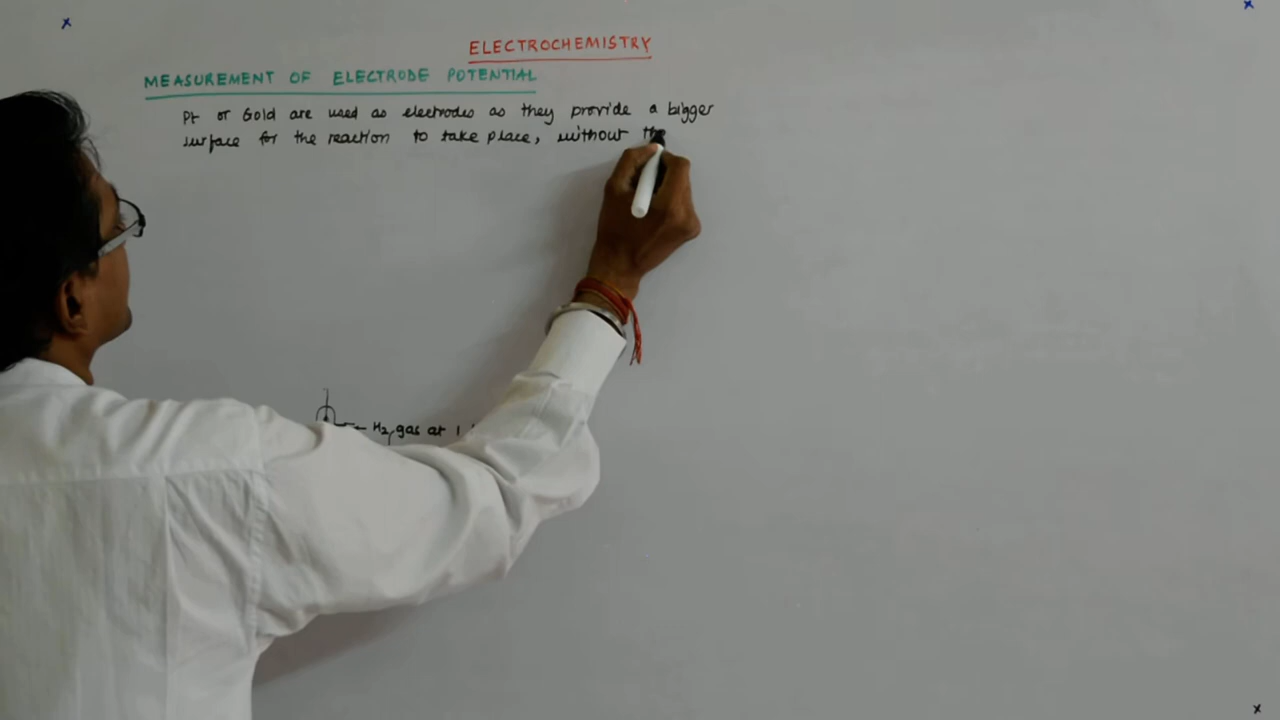 ELECTROCHEMISTRY
MEASUREMENT OF ELECTRODE POTENTIAL
Pt or Gold are used as electrodes as they provide a bigger
surface for the reaction to take place, without the
H2 gas at 1